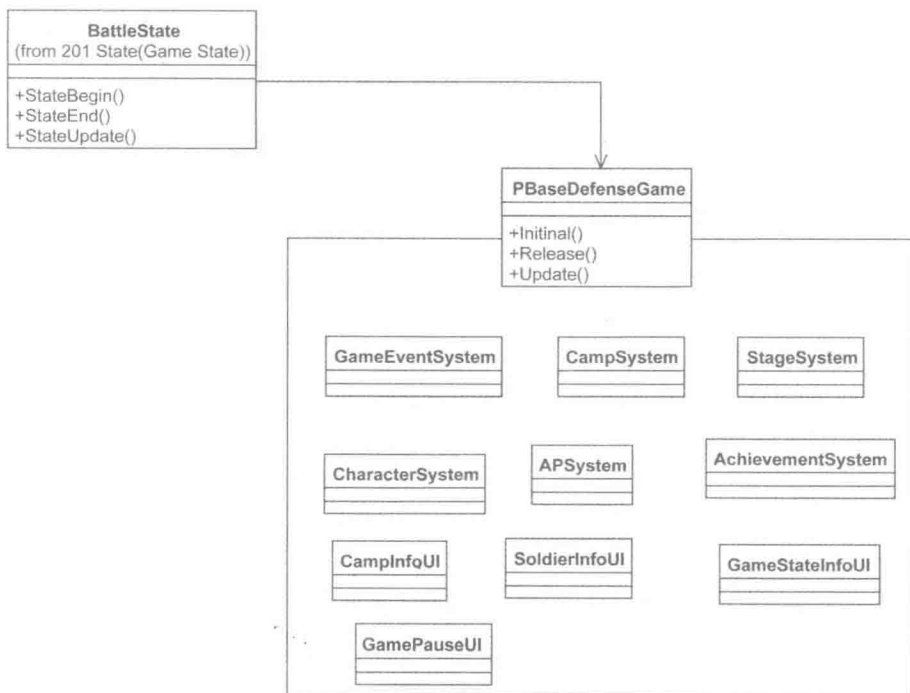 BattleState
(from 201 State(Game State))
+StateBegin()
+StateEnd()
+StateUpdate()
PBaseDefenseGame
+Initinal()
+Release()
+Update()
GameEventSystem
CampSystem
StageSystem
CharacterSystem
APSystem
AchievementSystem
CampInfoUI
SoldierInfoUI
GameStateInfoUI
GamePauseUI